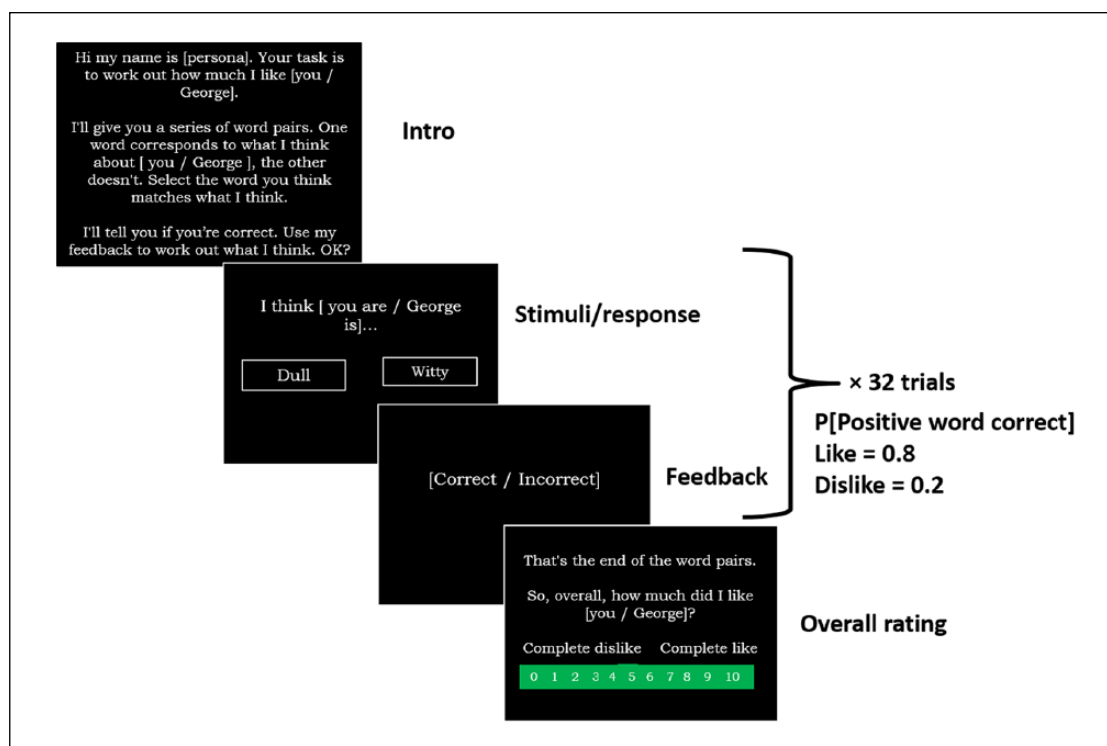 Hi my name is [persona]. Your task is
to work out how much I like [you /
George].
I'll give you a series of word pairs. One
word corresponds to what I think
about [ you / George ], the other
doesn't. Select the word you think
matches what I think.
I'll tell you if you're correct. Use my
feedback to work out what I think. OK?
Intro
I think [ you are / George
is]...
Dull Witty
Stimuli/response
[Correct / Incorrect]
Feedback
× 32 trials
P[Positive word correct]
Like = 0.8
Dislike = 0.2
That's the end of the word pairs.
So, overall, how much did I like
[you / George]?
Complete dislike Complete like
0 1 2 3 4 5 6 7 8 9 10
Overall rating